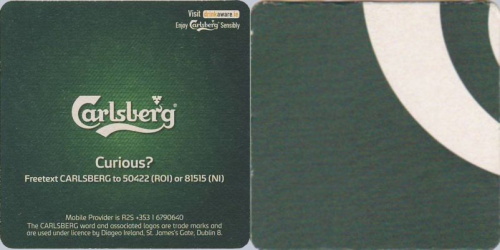 Visit drinkaware.ie
Enjoy Carlsberg Sensibly
Carlsberg®
Curious?
Freetext CARLSBERG to 50422 (ROI) or 81515 (NI)
Mobile Provider is R2S +353 1 6790640
The CARLSBERG word and associated logos are trade marks and
are used under licence by Diageo Ireland, St. James's Gate, Dublin 8.